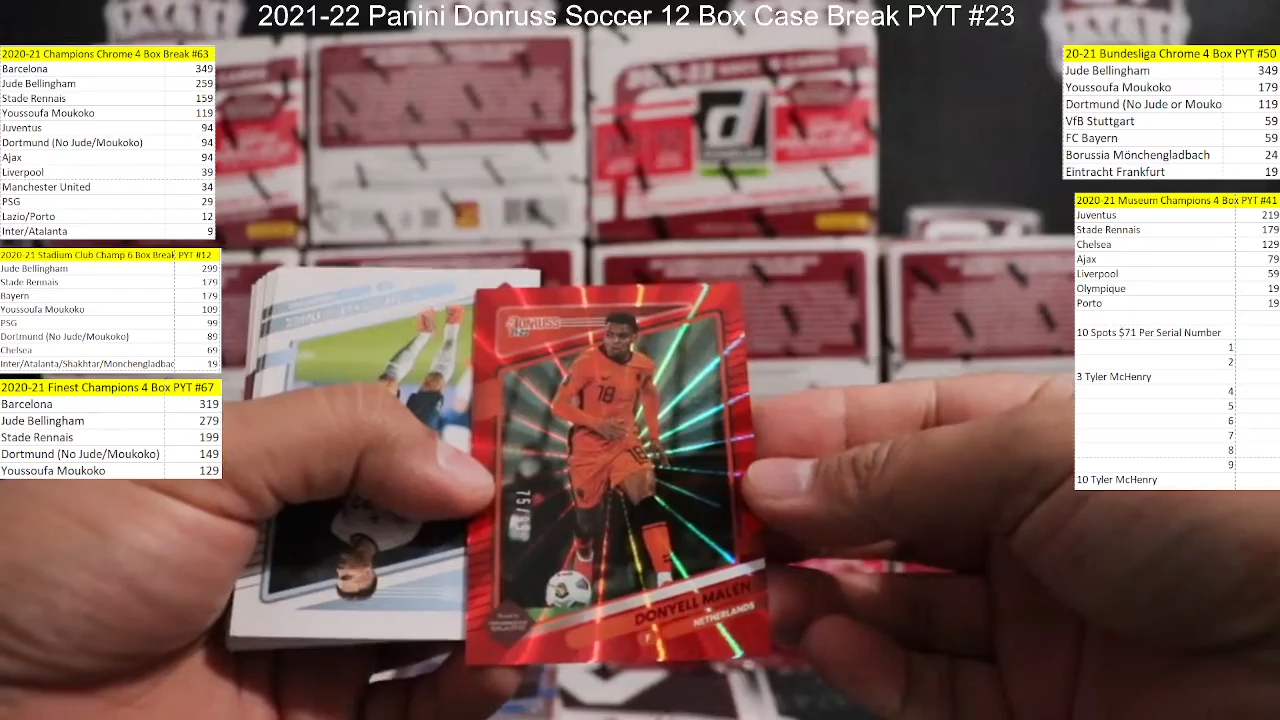 2021-22 Panini Donruss Soccer 12 Box Case Break PYT #23
2020-21 Champions Chrome 4 Box Break #63
Barcelona 349
Jude Bellingham 259
Stade Rennais 159
Youssoufa Moukoko 119
Juventus 94
Dortmund (No Jude/Moukoko) 94
Ajax 94
Liverpool 39
Manchester United 34
PSG 29
Lazio/Porto 12
Inter/Atalanta 9
2020-21 Stadium Club Champ 6 Box Break PYT #12
Jude Bellingham 299
Stade Rennais 179
Bayern 179
Youssoufa Moukoko 109
PSG 99
Dortmund (No Jude/Moukoko) 89
Chelsea 69
Inter/Atalanta/Shakhtar/Monchengladbac 19
2020-21 Finest Champions 4 Box PYT #67
Barcelona 319
Jude Bellingham 279
Stade Rennais 199
Dortmund (No Jude/Moukoko) 149
Youssoufa Moukoko 129
20-21 Bundesliga Chrome 4 Box PYT #50
Jude Bellingham 349
Youssoufa Moukoko 179
Dortmund (No Jude or Mouko 119
VfB Stuttgart 59
FC Bayern 59
Borussia Mönchengladbach 24
Eintracht Frankfurt 19
2020-21 Museum Champions 4 Box PYT #41
Juventus 219
Stade Rennais 179
Chelsea 129
Ajax 79
Liverpool 59
Olympique 19
Porto 19
10 Spots $71 Per Serial Number
1
2
3 Tyler McHenry
4
5
6
7
8
9
10 Tyler McHenry
DONRUSS
18
18
DONYELL MALEN
NETHERLANDS